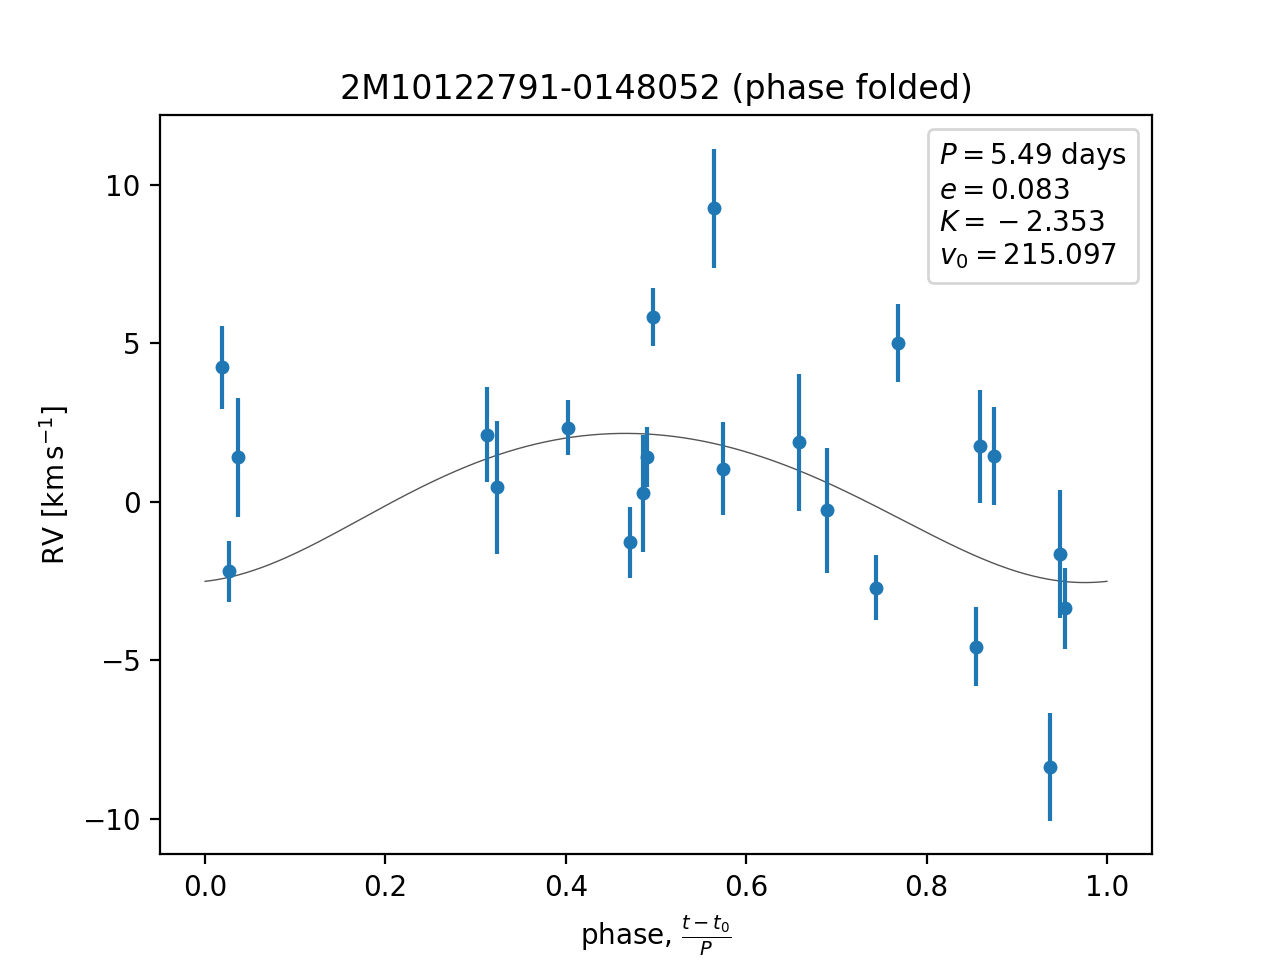 2M10122791-0148052 (phase folded)
P = 5.49 days
e = 0.083
K = −2.353
v₀ = 215.097
RV [km s⁻¹]
10
5
0
−5
−10
0.0 0.2 0.4 0.6 0.8 1.0
phase, (t − t₀)/P